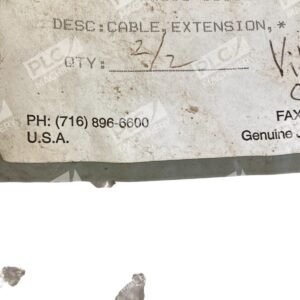 DESC:CABLE,EXTENSION,*
QTY: 2/2
PH: (716) 896-6600
FAX
U.S.A.
Genuine